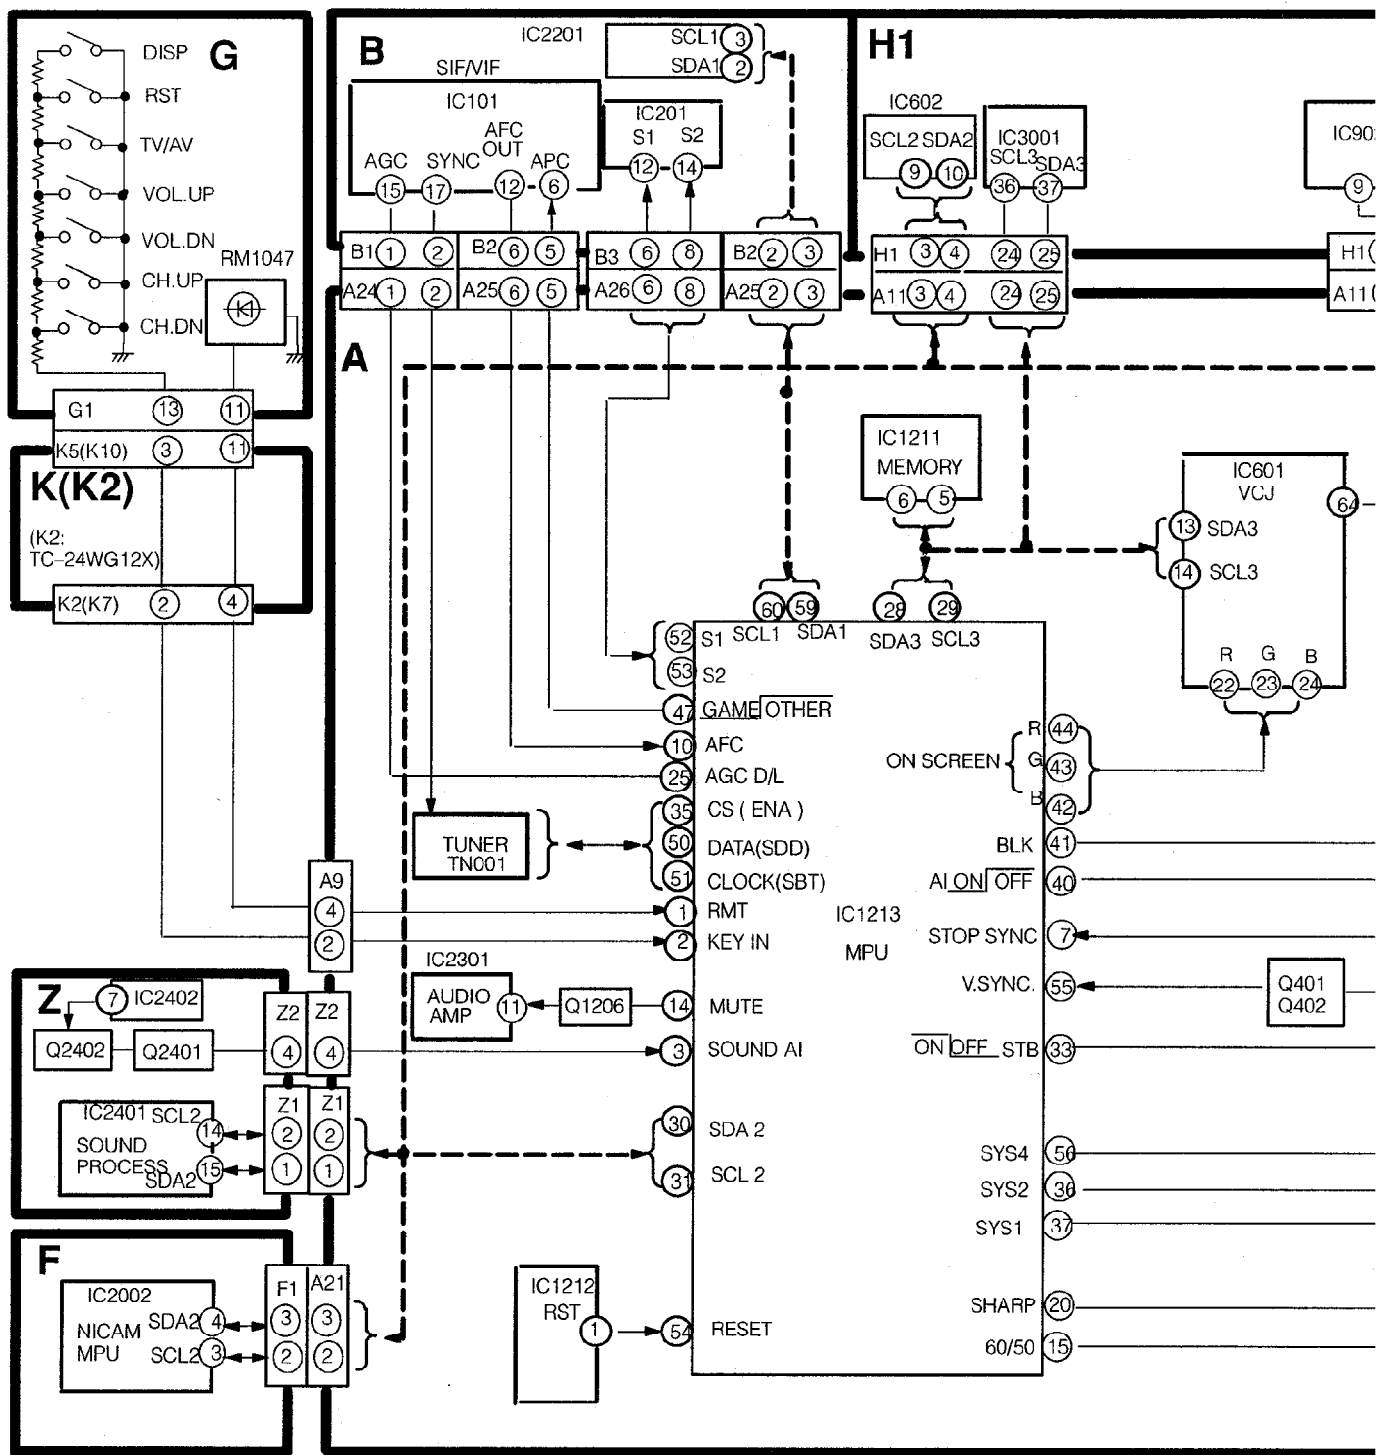 G
DISP
RST
TV/AV
VOL.UP
VOL.DN
CH.UP
CH.DN
RM1047
G1 13 11
K5(K10) 3 11
K(K2)
(K2:
TC-24WG12X)
K2(K7) 2 4
B
IC2201
SCL1 3
SDA1 2
SIF/VIF
IC101
AFC
OUT
AGC SYNC APC
15 17 12 6
IC201
S1 S2
12 14
B1 1 2 B2 6 5 B3 6 8 B2 2 3
A24 1 2 A25 6 5 A26 6 8 A25 2 3
H1
IC602
SCL2 SDA2
9 10
IC3001
SCL3 SDA3
36 37
H1 3 4 24 25
A11 3 4 24 25
IC90
9
H1(
A11(
A
IC1211
MEMORY
6 5
IC601
VCJ
64
13 SDA3
14 SCL3
R G B
22 23 24
60 59 28 29
SCL1 SDA1 SDA3 SCL3
52 S1
53 S2
47 GAME OTHER
10 AFC
25 AGC D/L
35 CS ( ENA )
50 DATA(SDD)
51 CLOCK(SBT)
1 RMT
2 KEY IN
14 MUTE
3 SOUND AI
30 SDA 2
31 SCL 2
54 RESET
IC1213
MPU
ON SCREEN
R 44
G 43
B 42
BLK 41
AI ON OFF 40
STOP SYNC 7
V.SYNC. 55
ON OFF STB 33
SYS4 56
SYS2 36
SYS1 37
SHARP 20
60/50 15
Q401
Q402
TUNER
TN001
A9
4
2
IC2301
AUDIO
AMP
11
Q1206
Z
7 IC2402
Q2402 Q2401
Z2 Z2
4 4
IC2401 SCL2 14
SOUND
PROCESS
SDA2 15
Z1 Z1
2 2
1 1
F
IC2002
NICAM
MPU
SDA2 4
SCL2 3
F1 A21
3 3
2 2
IC1212
RST
1